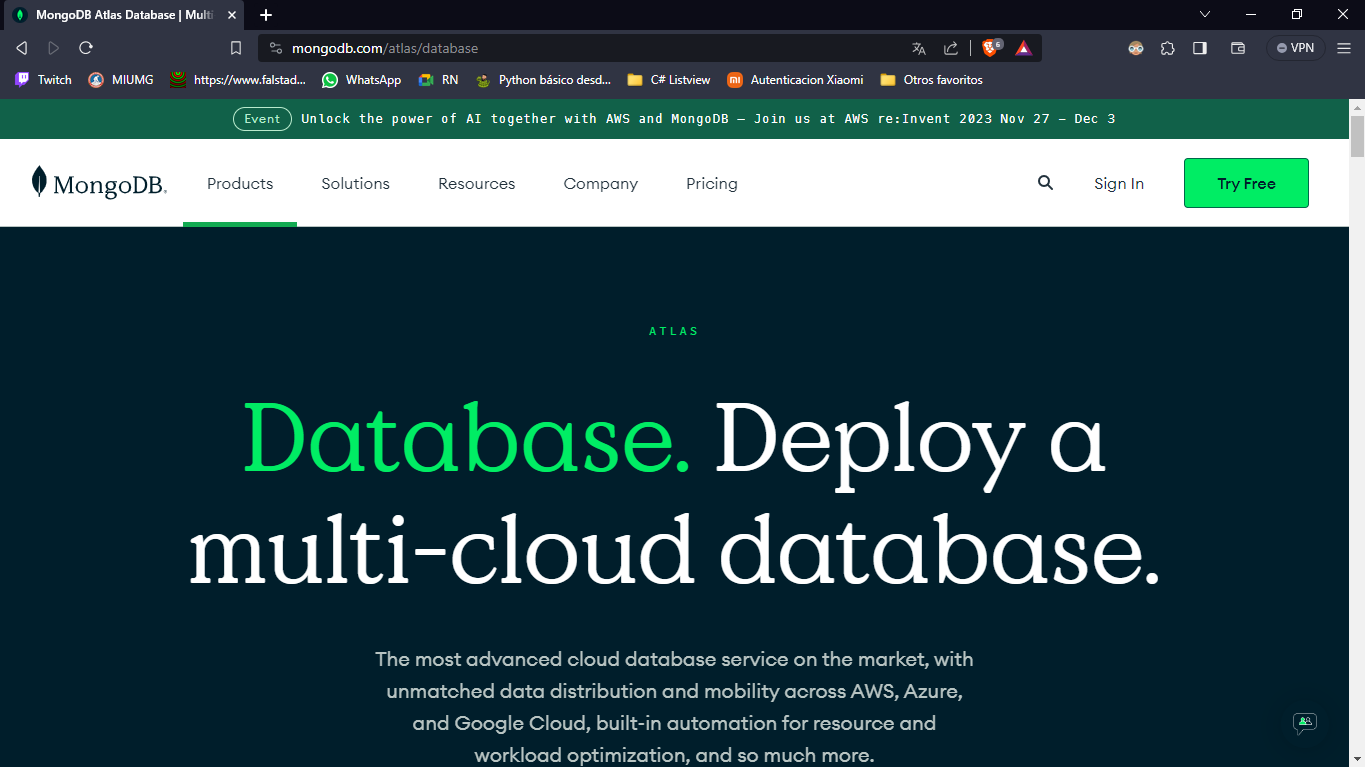 MongoDB Atlas Database | Multi
mongodb.com/atlas/database
6
VPN
Twitch
MIUMG
https://www.falstad...
WhatsApp
RN
Python básico desd...
C# Listview
mi
Autenticacion Xiaomi
Otros favoritos
Event Unlock the power of AI together with AWS and MongoDB — Join us at AWS re:Invent 2023 Nov 27 – Dec 3
MongoDB.
Products
Solutions
Resources
Company
Pricing
Sign In
Try Free
ATLAS
Database. Deploy a
multi-cloud database.
The most advanced cloud database service on the market, with
unmatched data distribution and mobility across AWS, Azure,
and Google Cloud, built-in automation for resource and
workload optimization, and so much more.